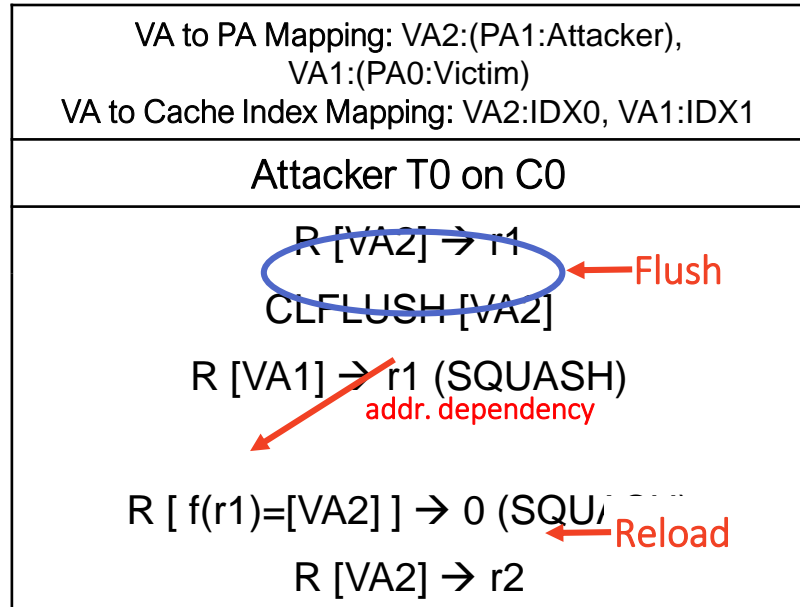 VA to PA Mapping: VA2:(PA1:Attacker),
VA1:(PA0:Victim)
VA to Cache Index Mapping: VA2:IDX0, VA1:IDX1
Attacker T0 on C0
R [VA2] → r1
Flush
CLFLUSH [VA2]
R [VA1] → r1 (SQUASH)
addr. dependency
R [ f(r1)=[VA2] ] → 0
Reload
R [VA2] → r2